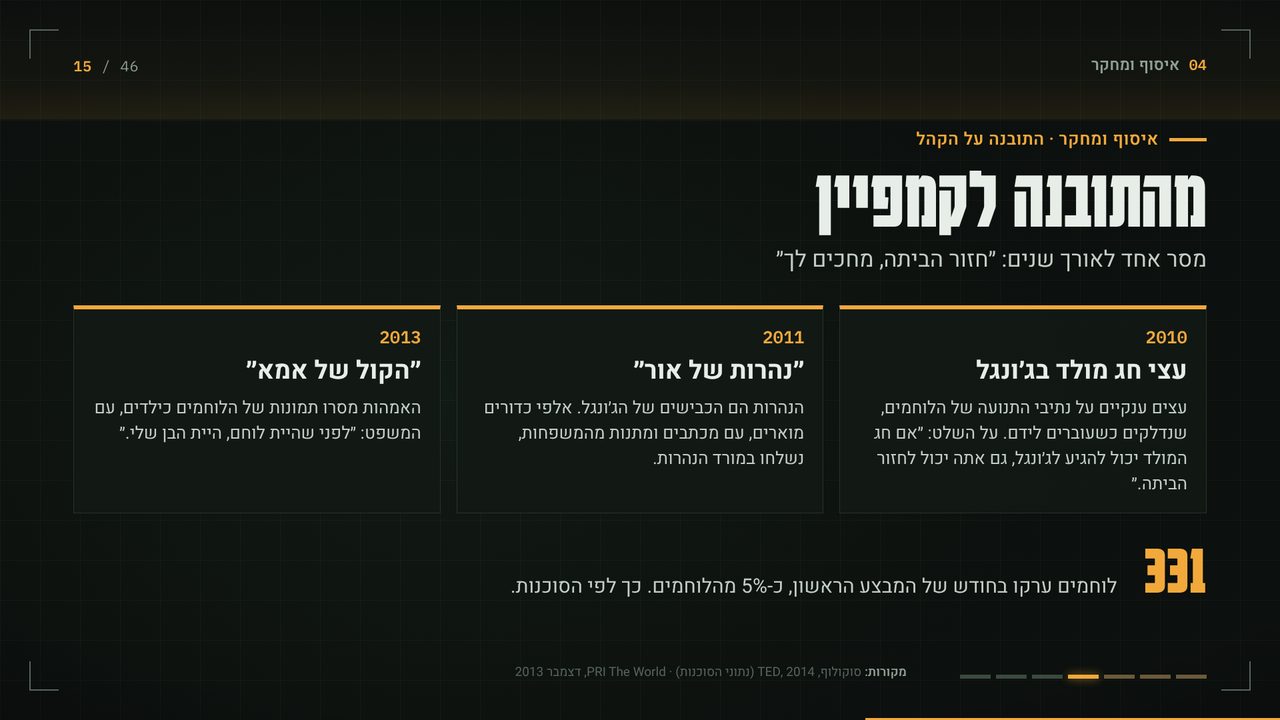 04 איסוף ומחקר
15 / 46
איסוף ומחקר · התובנה על הקהל
מהתובנה לקמפיין
מסר אחד לאורך שנים: ״חזור הביתה, מחכים לך״
2010
עצי חג מולד בג׳ונגל
עצים ענקיים על נתיבי התנועה של הלוחמים,
שנדלקים כשעוברים לידם. על השלט: ״אם חג
המולד יכול להגיע לג׳ונגל, גם אתה יכול לחזור
הביתה.״
2011
״נהרות של אור״
הנהרות הם הכבישים של הג׳ונגל. אלפי כדורים
מוארים, עם מכתבים ומתנות מהמשפחות,
נשלחו במורד הנהרות.
2013
״הקול של אמא״
האמהות מסרו תמונות של הלוחמים כילדים, עם
המשפט: ״לפני שהיית לוחם, היית הבן שלי.״
331
לוחמים ערקו בחודש של המבצע הראשון, כ-5% מהלוחמים. כך לפי הסוכנות.
מקורות: סוקולוף, TED, 2014 (נתוני הסוכנות) · PRI The World, דצמבר 2013